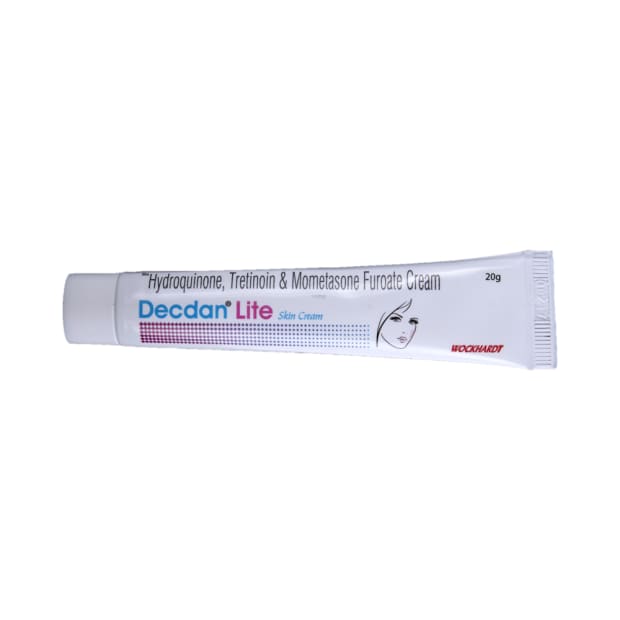 Hydroquinone, Tretinoin & Mometasone Furoate Cream
20g
Decdan® Lite Skin Cream
WOCKHARDT